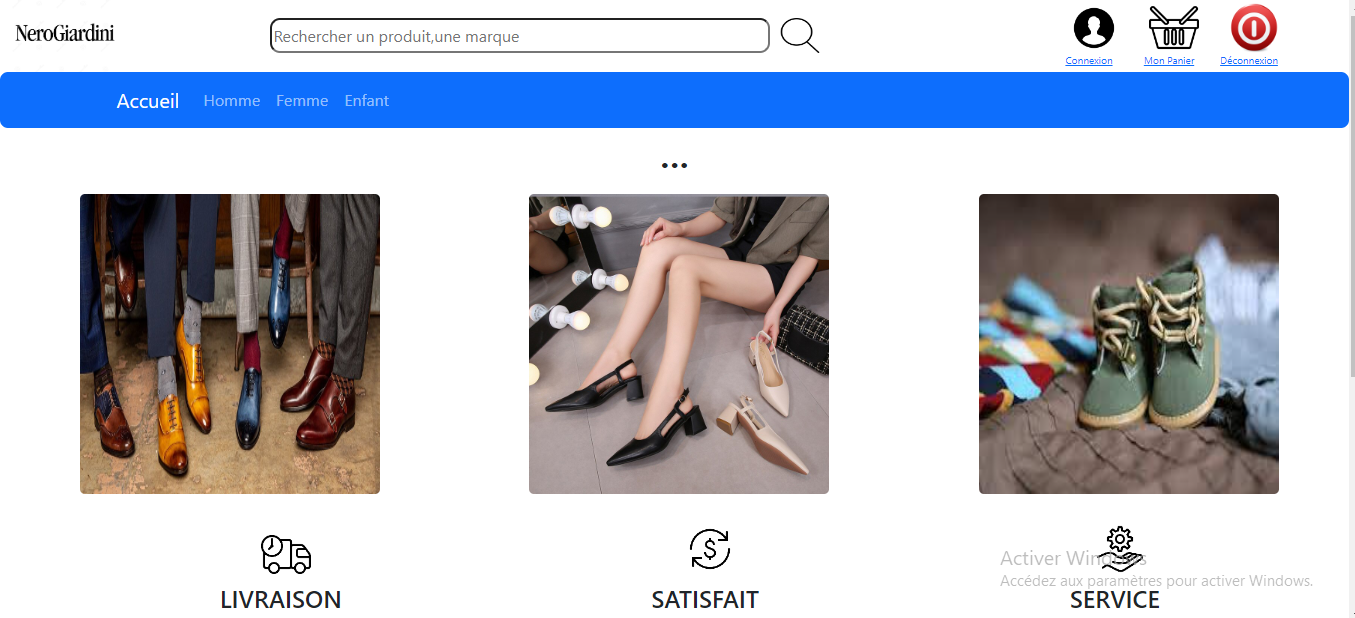 NeroGiardini
Rechercher un produit,une marque
Connexion
Mon Panier
Déconnexion
Accueil Homme Femme Enfant
...
$
Activer Windows
Accédez aux paramètres pour activer Windows.
LIVRAISON
SATISFAIT
SERVICE